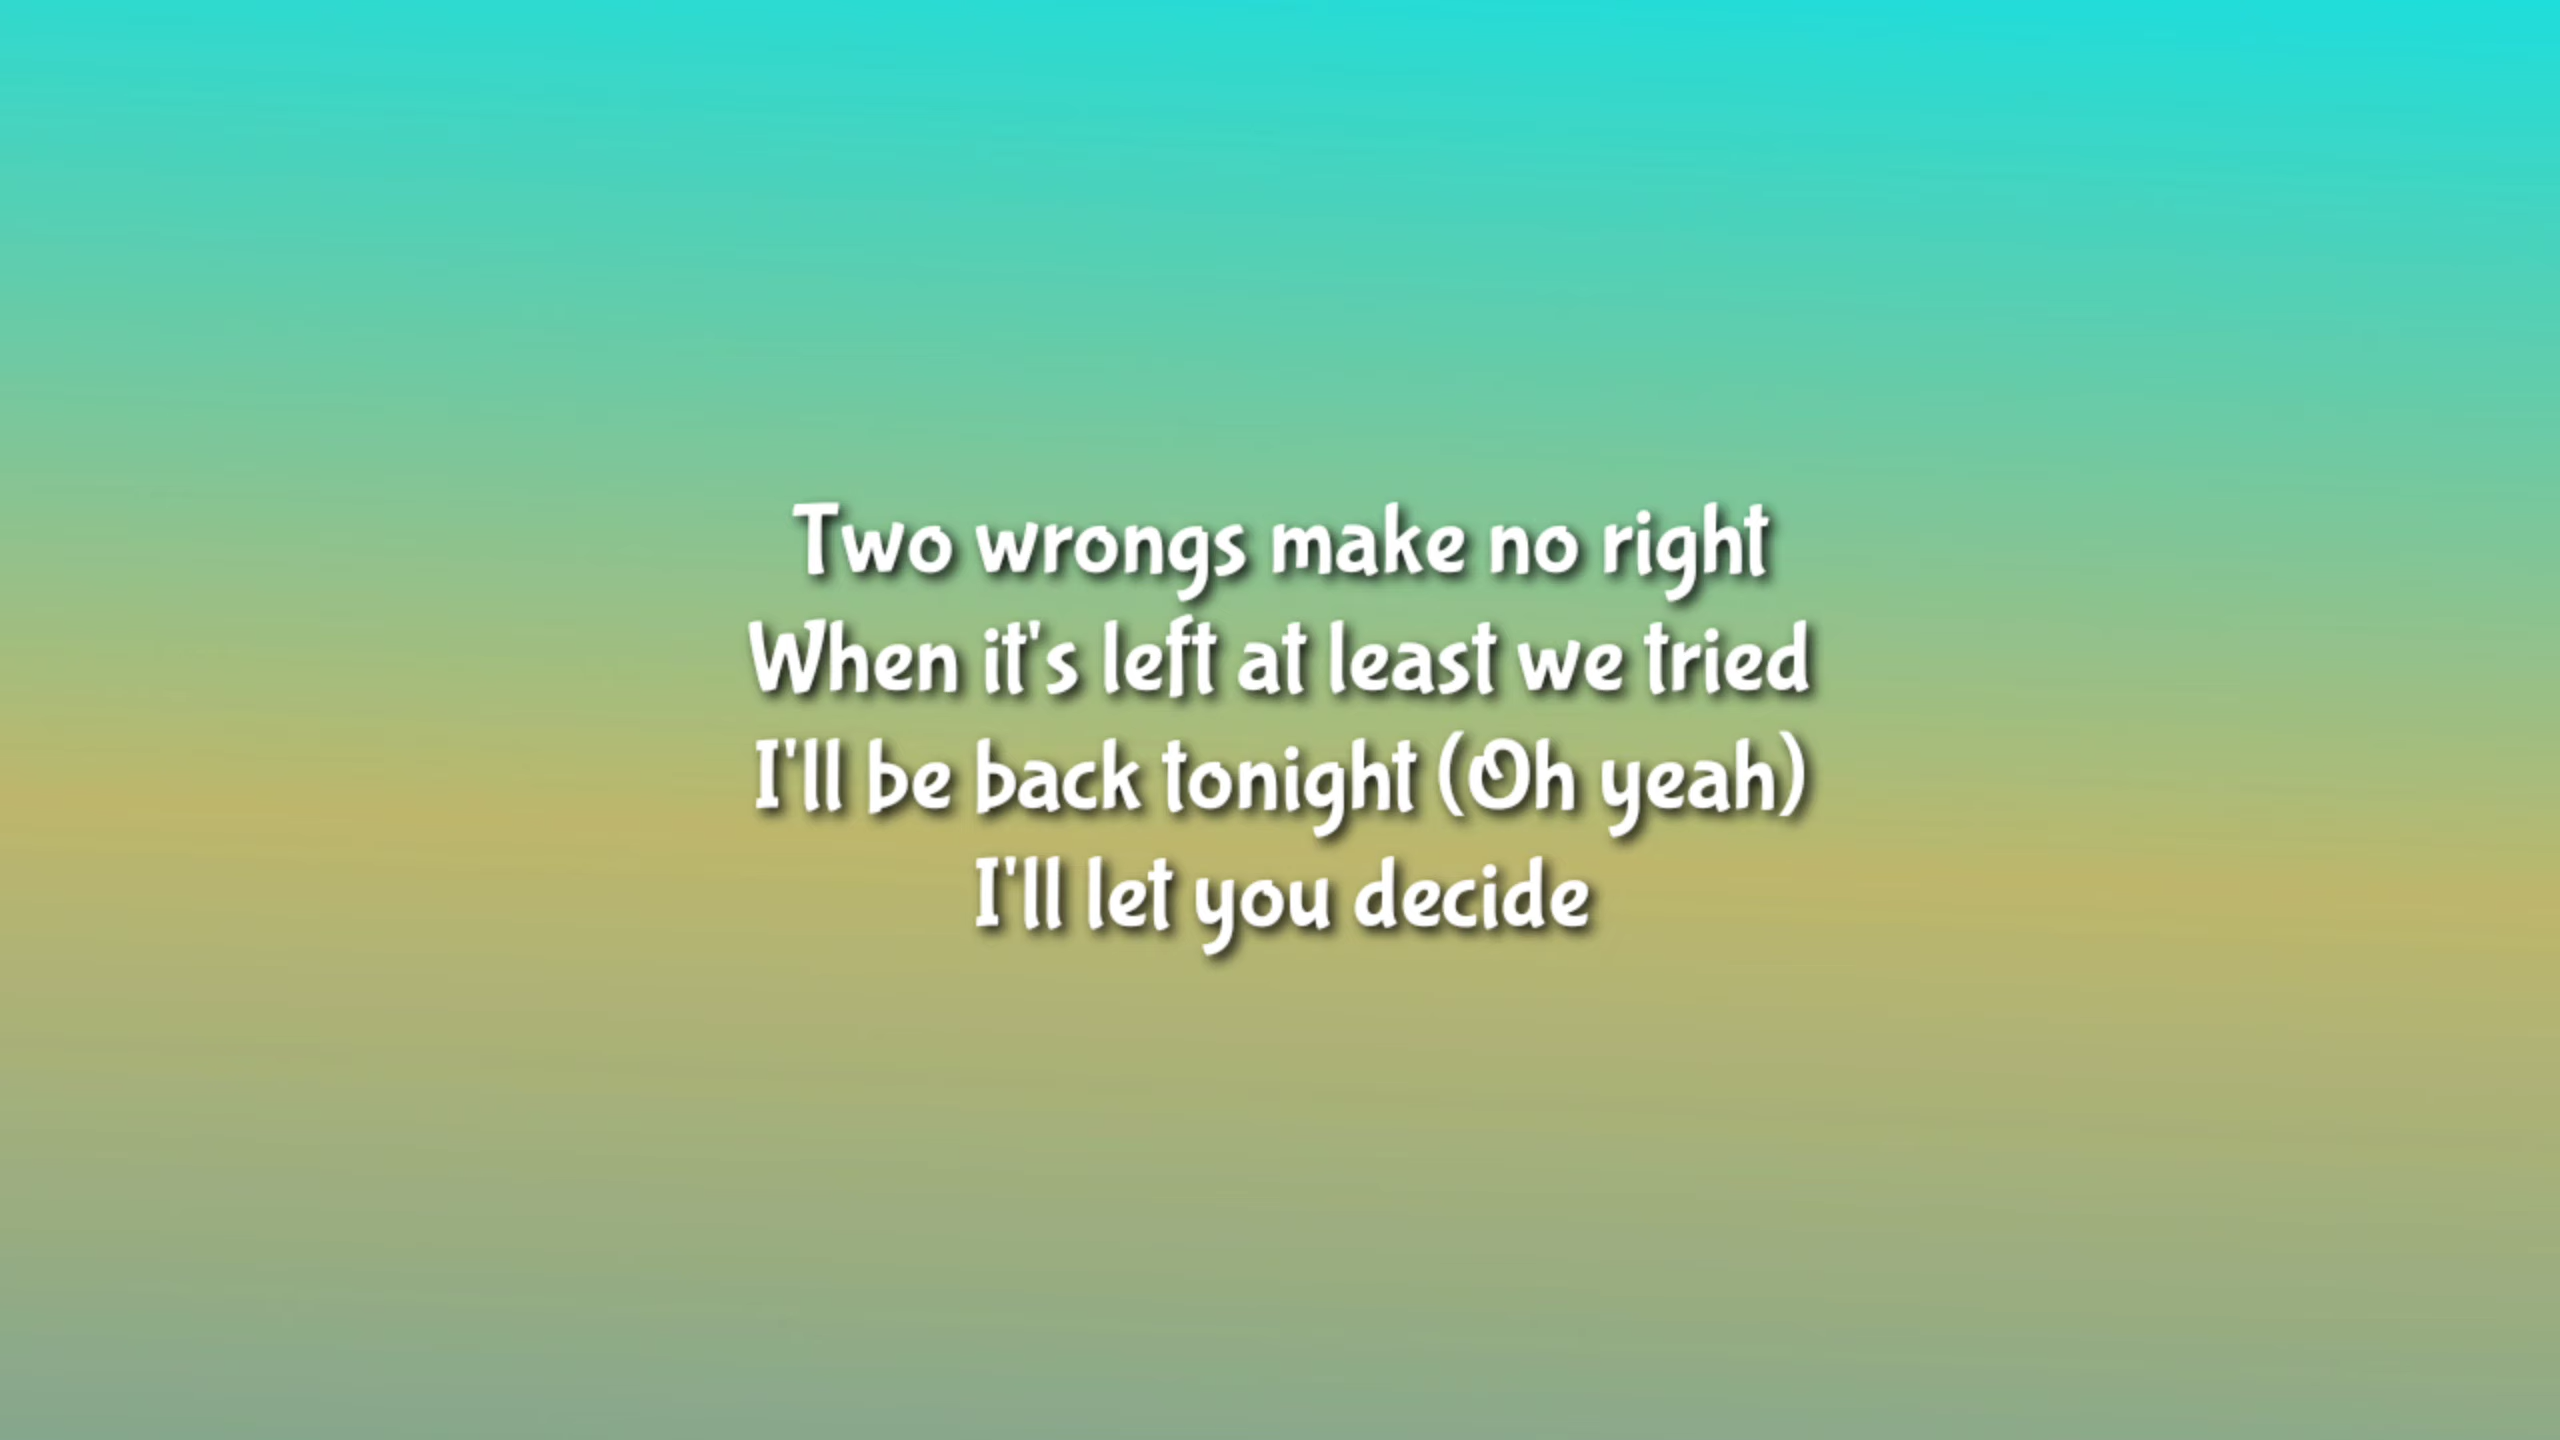 Two wrongs make no right
When it's left at least we tried
I'll be back tonight (Oh yeah)
I'll let you decide